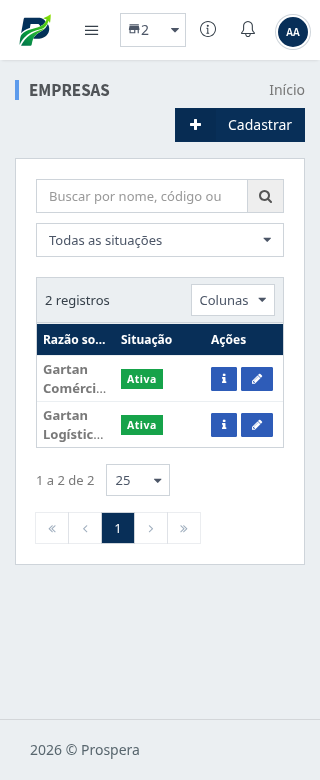 2
AA
EMPRESAS
Início
Cadastrar
Buscar por nome, código ou
Todas as situações
2 registros
Colunas
Razão so...
Situação
Ações
Gartan
Comérci...
Ativa
Gartan
Logístic...
Ativa
1 a 2 de 2
25
«
‹
1
›
»
2026 © Prospera